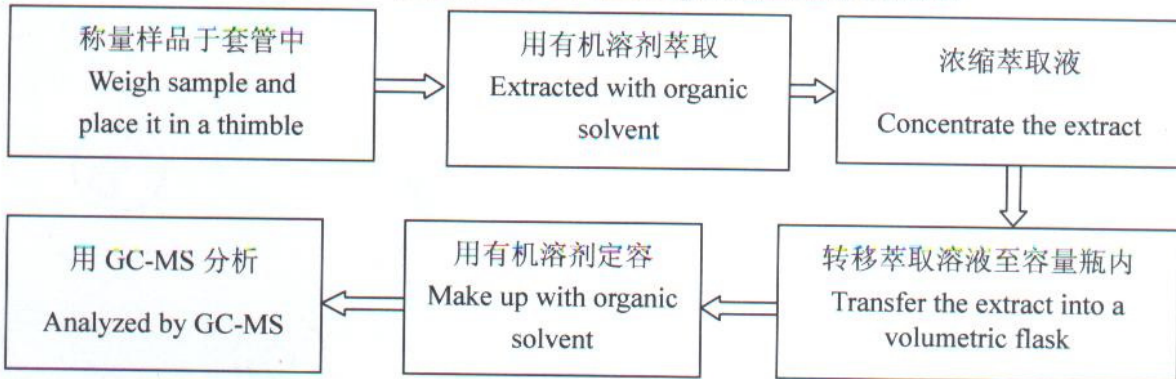 称量样品于套管中
Weigh sample and
place it in a thimble
用有机溶剂萃取
Extracted with organic
solvent
浓缩萃取液
Concentrate the extract
转移萃取溶液至容量瓶内
Transfer the extract into a
volumetric flask
用有机溶剂定容
Make up with organic
solvent
用 GC-MS 分析
Analyzed by GC-MS